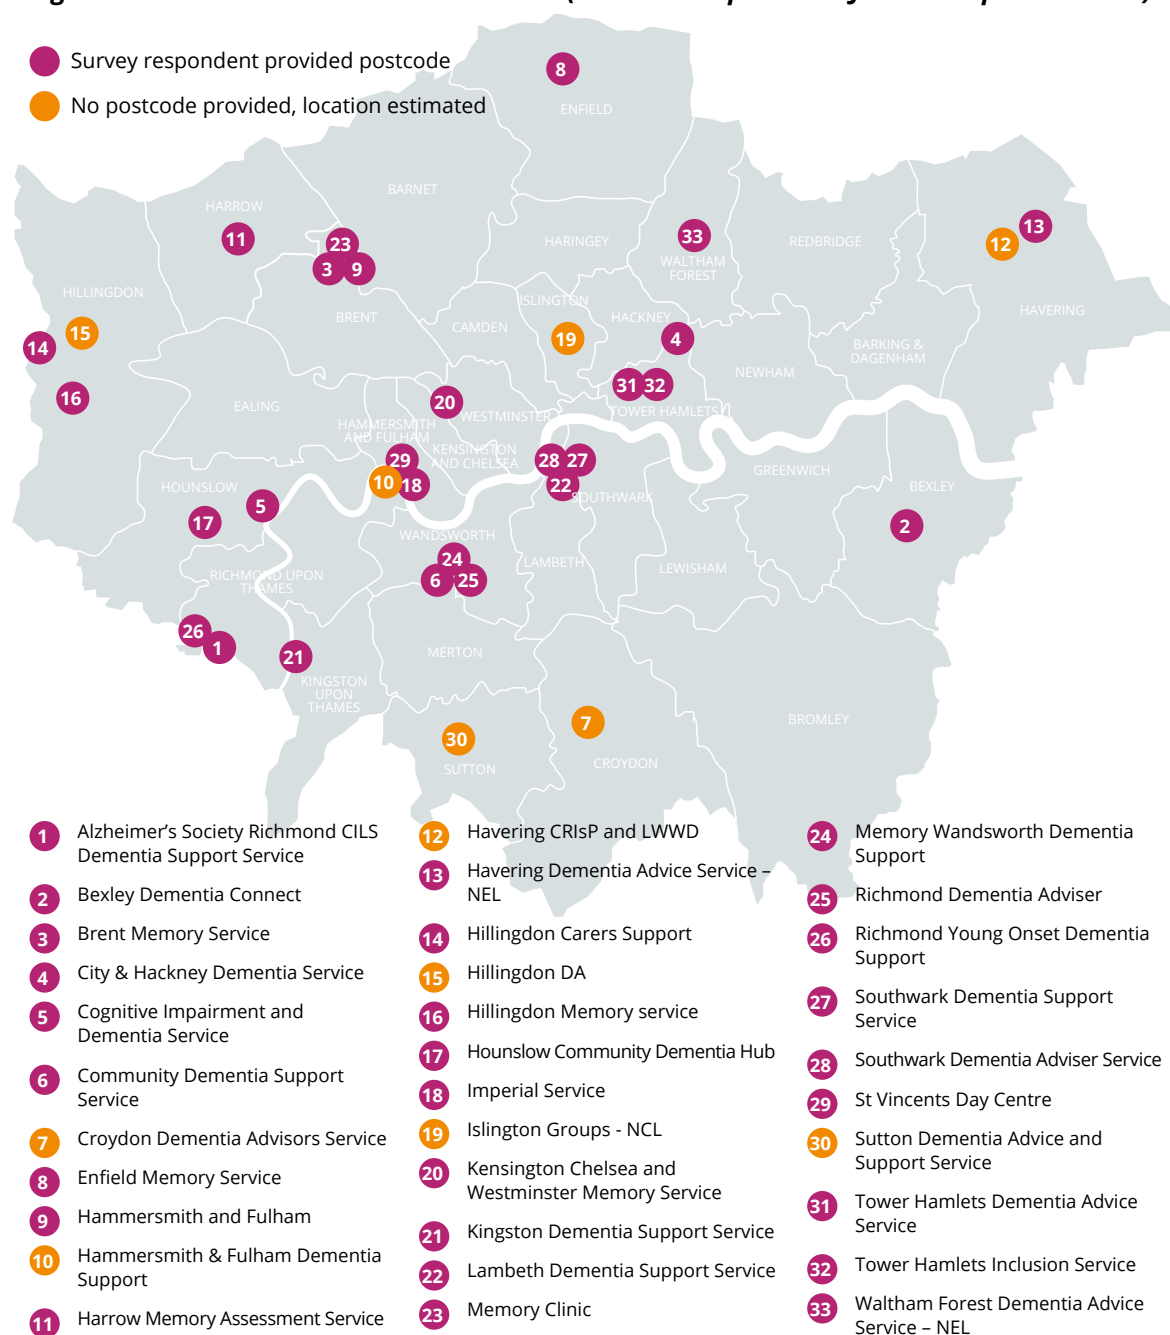 Survey respondent provided postcode
No postcode provided, location estimated
8
ENFIELD
BARNET
HARROW
11
23
3
9
HARINGEY
33
WALTHAM
FOREST
REDBRIDGE
12
13
HAVERING
HILLINGDON
15
14
16
BRENT
CAMDEN
ISLINGTON
19
HACKNEY
4
BARKING &
DAGENHAM
NEWHAM
31
32
TOWER HAMLETS
EALING
20
WESTMINSTER
HAMMERSMITH
AND FULHAM
KENSINGTON
AND CHELSEA
29
10
18
28
27
22
SOUTHWARK
GREENWICH
BEXLEY
2
HOUNSLOW
5
17
WANDSWORTH
24
6
25
LAMBETH
LEWISHAM
RICHMOND UPON
THAMES
26
1
21
KINGSTON
UPON
THAMES
MERTON
30
SUTTON
7
CROYDON
BROMLEY
1 Alzheimer’s Society Richmond CILS
Dementia Support Service
2 Bexley Dementia Connect
3 Brent Memory Service
4 City & Hackney Dementia Service
5 Cognitive Impairment and
Dementia Service
6 Community Dementia Support
Service
7 Croydon Dementia Advisors Service
8 Enfield Memory Service
9 Hammersmith and Fulham
10 Hammersmith & Fulham Dementia
Support
11 Harrow Memory Assessment Service
12 Havering CRIsP and LWWD
13 Havering Dementia Advice Service –
NEL
14 Hillingdon Carers Support
15 Hillingdon DA
16 Hillingdon Memory service
17 Hounslow Community Dementia Hub
18 Imperial Service
19 Islington Groups - NCL
20 Kensington Chelsea and
Westminster Memory Service
21 Kingston Dementia Support Service
22 Lambeth Dementia Support Service
23 Memory Clinic
24 Memory Wandsworth Dementia
Support
25 Richmond Dementia Adviser
26 Richmond Young Onset Dementia
Support
27 Southwark Dementia Support
Service
28 Southwark Dementia Adviser Service
29 St Vincents Day Centre
30 Sutton Dementia Advice and
Support Service
31 Tower Hamlets Dementia Advice
Service
32 Tower Hamlets Inclusion Service
33 Waltham Forest Dementia Advice
Service – NEL